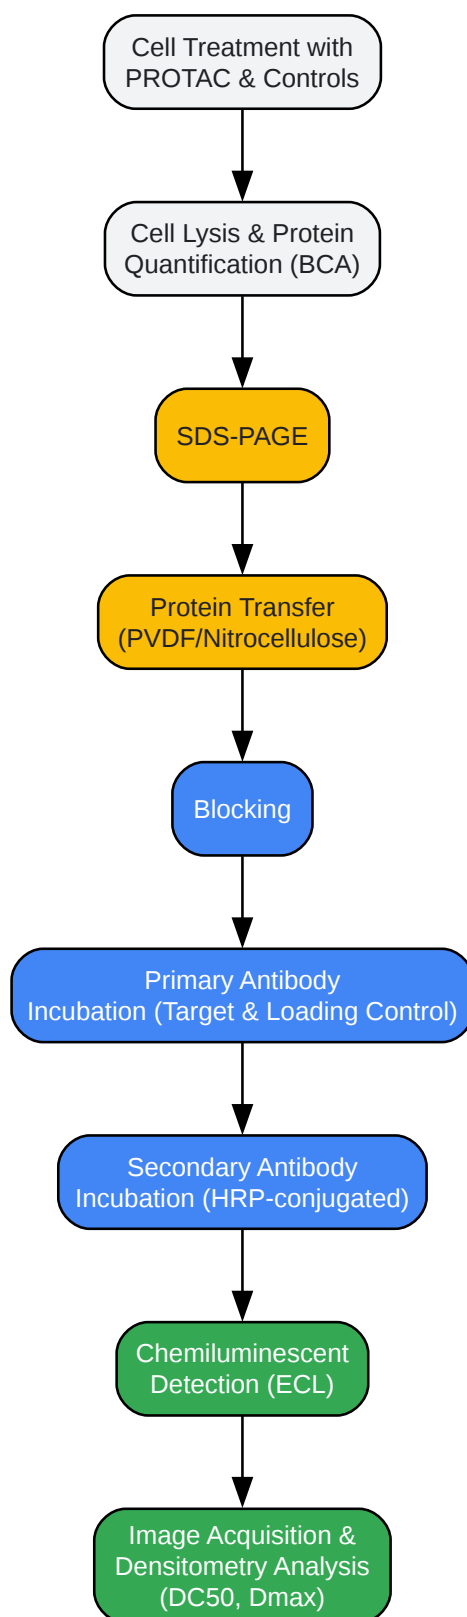 Cell Treatment with
PROTAC & Controls
Cell Lysis & Protein
Quantification (BCA)
SDS-PAGE
Protein Transfer
(PVDF/Nitrocellulose)
Blocking
Primary Antibody
Incubation (Target & Loading Control)
Secondary Antibody
Incubation (HRP-conjugated)
Chemiluminescent
Detection (ECL)
Image Acquisition &
Densitometry Analysis
(DC50, Dmax)